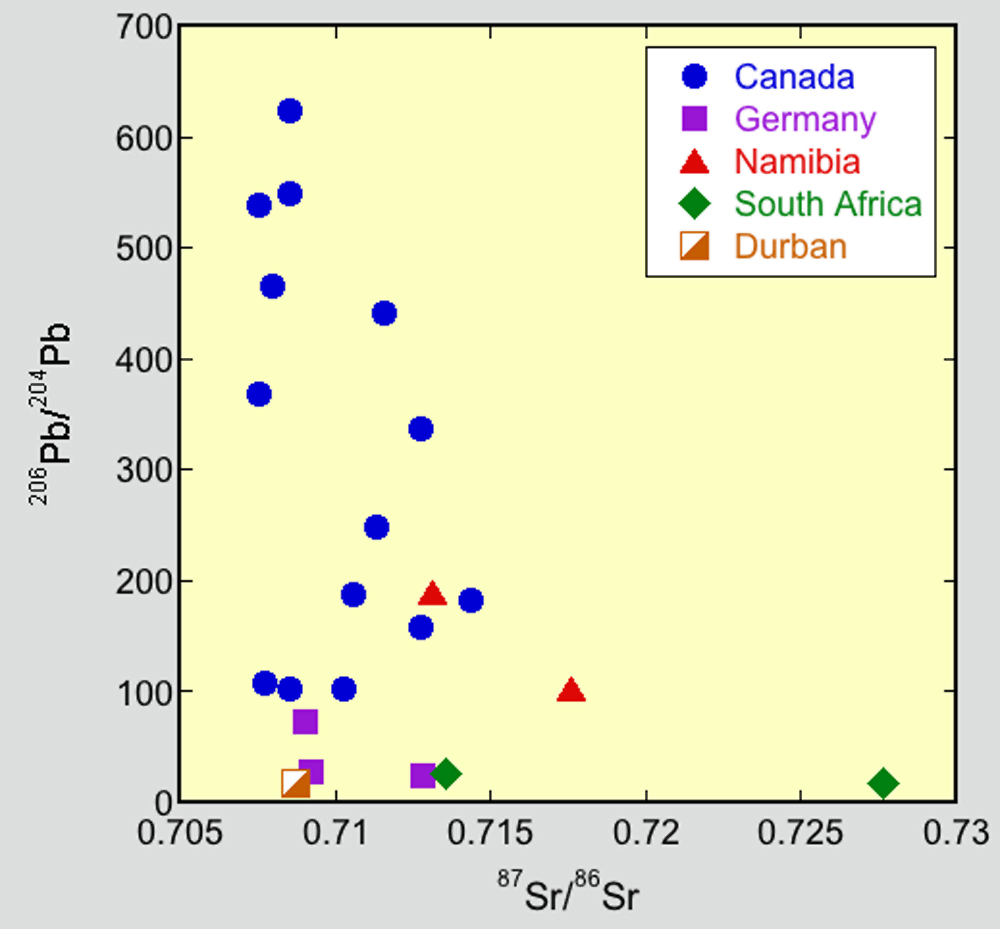 700
600
500
400
300
200
100
0
0.705 0.71 0.715 0.72 0.725 0.73
²⁰⁶Pb/²⁰⁴Pb
⁸⁷Sr/⁸⁶Sr
Canada
Germany
Namibia
South Africa
Durban